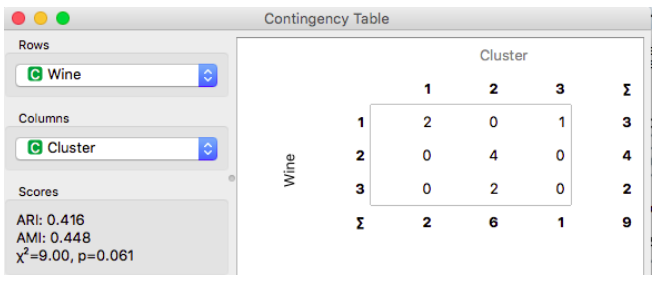 Contingency Table
Rows
C Wine
Columns
C Cluster
Scores
ARI: 0.416
AMI: 0.448
χ²=9.00, p=0.061
Cluster
1 2 3 Σ
Wine
1 2 0 1 3
2 0 4 0 4
3 0 2 0 2
Σ 2 6 1 9